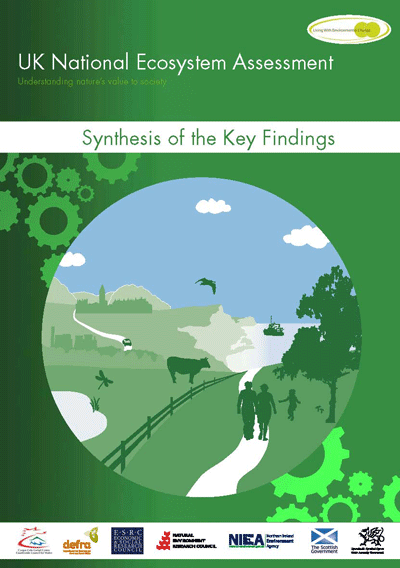 Living With Environmental Change
UK National Ecosystem Assessment
Understanding nature's value to society
Synthesis of the Key Findings
defra
E·S·R·C
ECONOMIC
& SOCIAL
RESEARCH
COUNCIL
NATURAL
ENVIRONMENT
RESEARCH COUNCIL
NIEA
Northern Ireland
Environment
Agency
The Scottish
Government